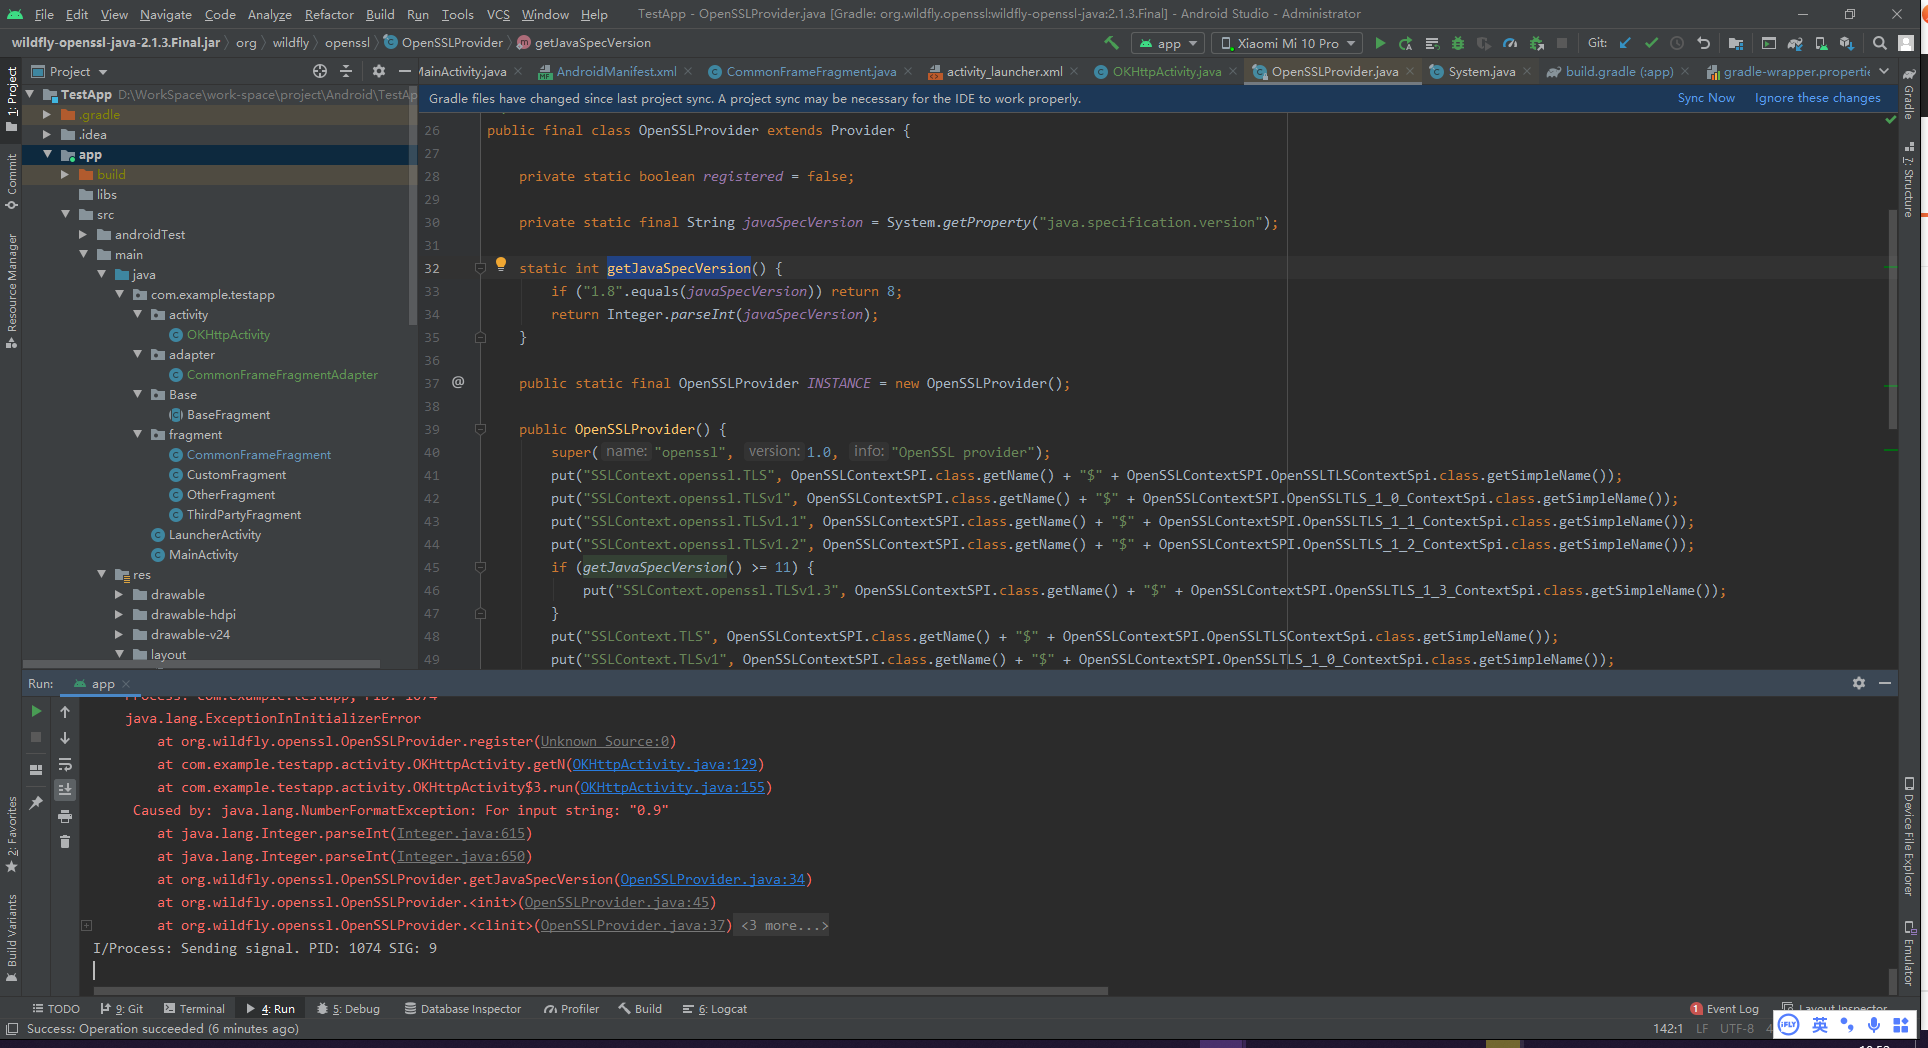 File Edit View Navigate Code Analyze Refactor Build Run Tools VCS Window Help TestApp - OpenSSLProvider.java [Gradle: org.wildfly.openssl:wildfly-openssl-java:2.1.3.Final] - Android Studio - Administrator
wildfly-openssl-java-2.1.3.Final.jar org wildfly openssl OpenSSLProvider getJavaSpecVersion app Xiaomi Mi 10 Pro Git:
Project MainActivity.java AndroidManifest.xml CommonFrameFragment.java activity_launcher.xml OKHttpActivity.java OpenSSLProvider.java System.java build.gradle (:app) gradle-wrapper.propertie
Gradle files have changed since last project sync. A project sync may be necessary for the IDE to work properly. Sync Now Ignore these changes
1: Project
Commit
Resource Manager
2: Favorites
Build Variants
Gradle
7: Structure
Device File Explorer
Emulator
TestApp D:\WorkSpace\work-space\project\Android\TestAp
.gradle
.idea
app
build
libs
src
androidTest
main
java
com.example.testapp
activity
OKHttpActivity
adapter
CommonFrameFragmentAdapter
Base
BaseFragment
fragment
CommonFrameFragment
CustomFragment
OtherFragment
ThirdPartyFragment
LauncherActivity
MainActivity
res
drawable
drawable-hdpi
drawable-v24
layout
26 public final class OpenSSLProvider extends Provider {
27
28 private static boolean registered = false;
29
30 private static final String javaSpecVersion = System.getProperty("java.specification.version");
31
32 static int getJavaSpecVersion() {
33 if ("1.8".equals(javaSpecVersion)) return 8;
34 return Integer.parseInt(javaSpecVersion);
35 }
36
37 @ public static final OpenSSLProvider INSTANCE = new OpenSSLProvider();
38
39 public OpenSSLProvider() {
40 super( name: "openssl", version: 1.0, info: "OpenSSL provider");
41 put("SSLContext.openssl.TLS", OpenSSLContextSPI.class.getName() + "$" + OpenSSLContextSPI.OpenSSLTLSContextSpi.class.getSimpleName());
42 put("SSLContext.openssl.TLSv1", OpenSSLContextSPI.class.getName() + "$" + OpenSSLContextSPI.OpenSSLTLS_1_0_ContextSpi.class.getSimpleName());
43 put("SSLContext.openssl.TLSv1.1", OpenSSLContextSPI.class.getName() + "$" + OpenSSLContextSPI.OpenSSLTLS_1_1_ContextSpi.class.getSimpleName());
44 put("SSLContext.openssl.TLSv1.2", OpenSSLContextSPI.class.getName() + "$" + OpenSSLContextSPI.OpenSSLTLS_1_2_ContextSpi.class.getSimpleName());
45 if (getJavaSpecVersion() >= 11) {
46 put("SSLContext.openssl.TLSv1.3", OpenSSLContextSPI.class.getName() + "$" + OpenSSLContextSPI.OpenSSLTLS_1_3_ContextSpi.class.getSimpleName());
47 }
48 put("SSLContext.TLS", OpenSSLContextSPI.class.getName() + "$" + OpenSSLContextSPI.OpenSSLTLSContextSpi.class.getSimpleName());
49 put("SSLContext.TLSv1", OpenSSLContextSPI.class.getName() + "$" + OpenSSLContextSPI.OpenSSLTLS_1_0_ContextSpi.class.getSimpleName());
Run: app
Process: com.example.testapp, PID: 1074
java.lang.ExceptionInInitializerError
at org.wildfly.openssl.OpenSSLProvider.register(Unknown Source:0)
at com.example.testapp.activity.OKHttpActivity.getN(OKHttpActivity.java:129)
at com.example.testapp.activity.OKHttpActivity$3.run(OKHttpActivity.java:155)
Caused by: java.lang.NumberFormatException: For input string: "0.9"
at java.lang.Integer.parseInt(Integer.java:615)
at java.lang.Integer.parseInt(Integer.java:650)
at org.wildfly.openssl.OpenSSLProvider.getJavaSpecVersion(OpenSSLProvider.java:34)
at org.wildfly.openssl.OpenSSLProvider.<init>(OpenSSLProvider.java:45)
at org.wildfly.openssl.OpenSSLProvider.<clinit>(OpenSSLProvider.java:37) <3 more...>
I/Process: Sending signal. PID: 1074 SIG: 9
TODO 9: Git Terminal 4: Run 5: Debug Database Inspector Profiler Build 6: Logcat 1 Event Log Layout Inspector
Success: Operation succeeded (6 minutes ago) 142:1 LF UTF-8 4 iFLY 英